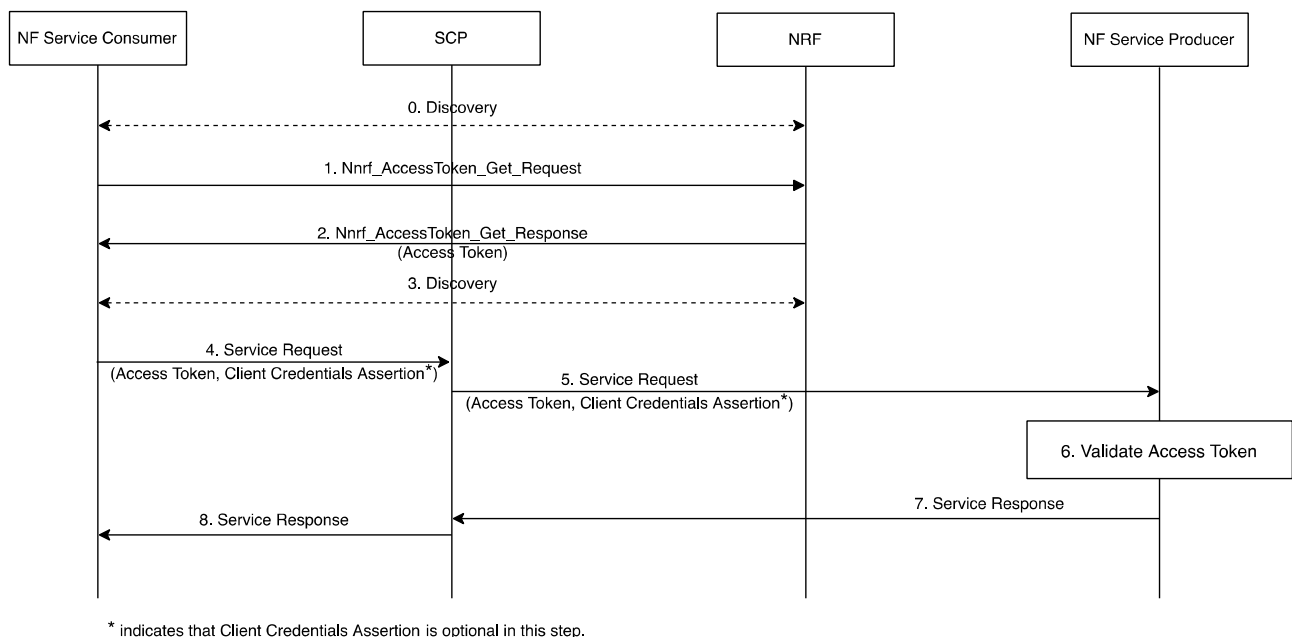 NF Service Consumer
SCP
NRF
NF Service Producer
0. Discovery
1. Nnrf_AccessToken_Get_Request
2. Nnrf_AccessToken_Get_Response
(Access Token)
3. Discovery
4. Service Request
(Access Token, Client Credentials Assertion*)
5. Service Request
(Access Token, Client Credentials Assertion*)
6. Validate Access Token
7. Service Response
8. Service Response
* indicates that Client Credentials Assertion is optional in this step.